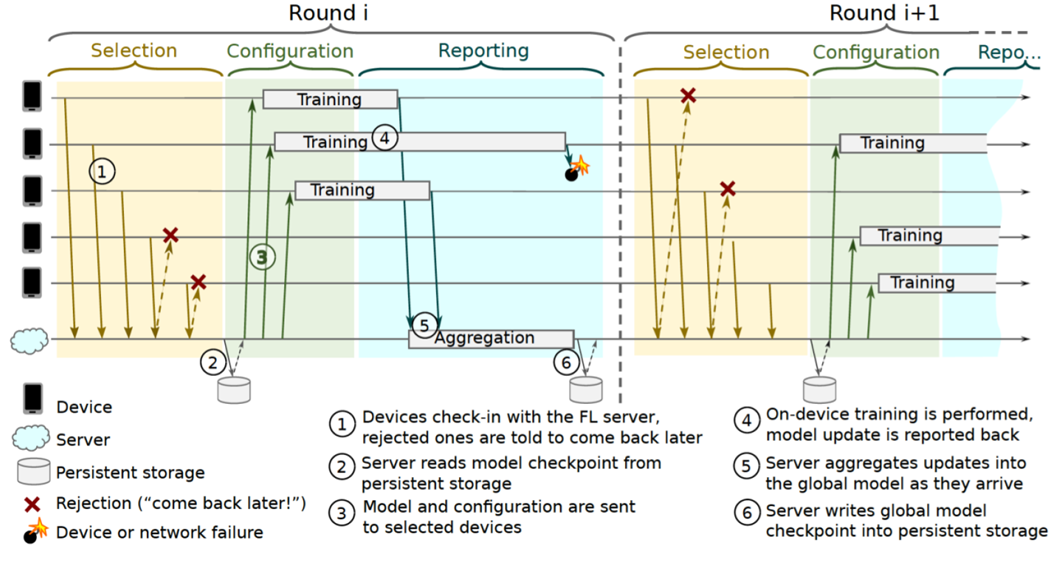 Round i
Round i+1
Selection
Configuration
Reporting
Selection
Configuration
Repo...
Training
Training
4
Training
Training
1
3
Training
Training
5
Aggregation
2
6
Device
Server
Persistent storage
Rejection (“come back later!”)
Device or network failure
1 Devices check-in with the FL server,
rejected ones are told to come back later
2 Server reads model checkpoint from
persistent storage
3 Model and configuration are sent
to selected devices
4 On-device training is performed,
model update is reported back
5 Server aggregates updates into
the global model as they arrive
6 Server writes global model
checkpoint into persistent storage